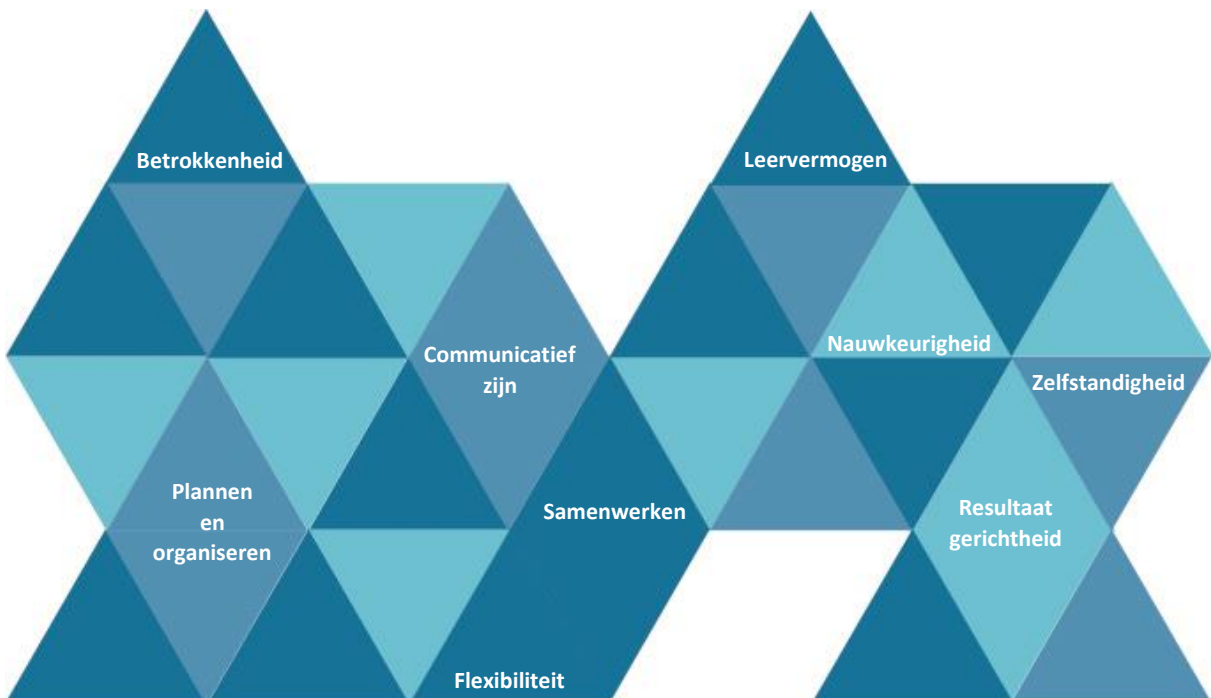 Betrokkenheid
Leervermogen
Communicatief
zijn
Nauwkeurigheid
Zelfstandigheid
Plannen
en
organiseren
Samenwerken
Resultaat
gerichtheid
Flexibiliteit